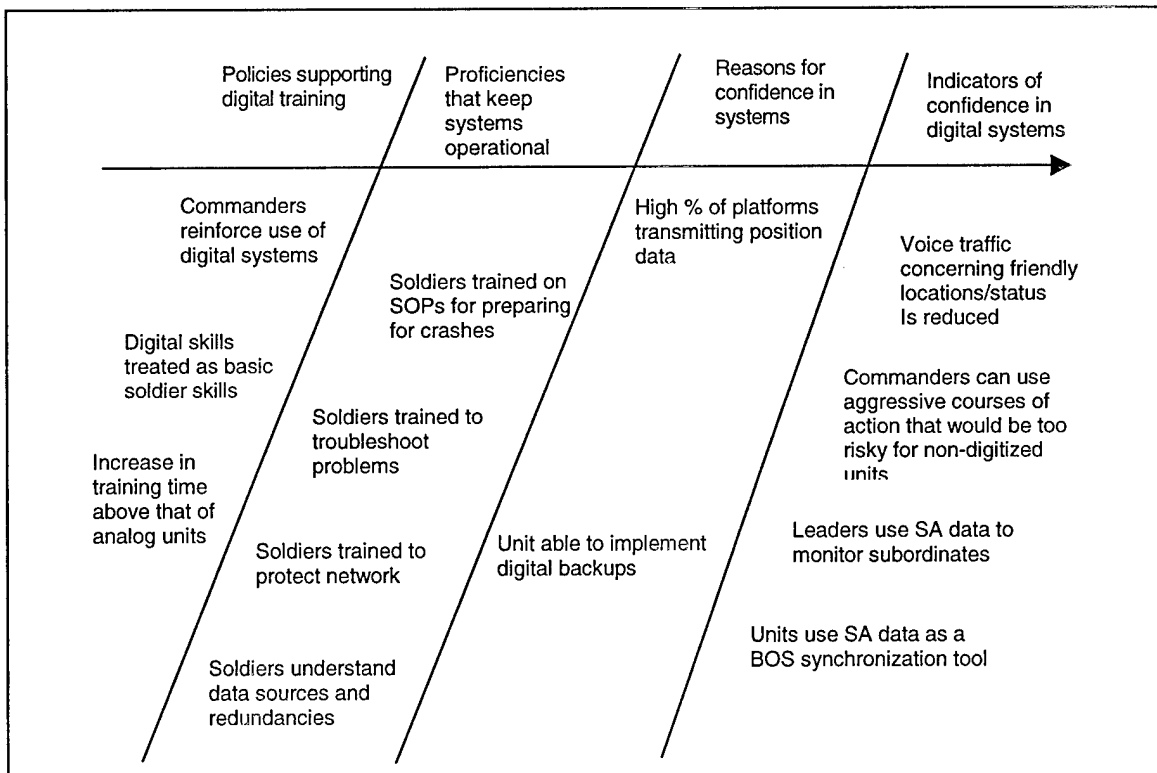 Policies supporting
digital training
Proficiencies
that keep
systems
operational
Reasons for
confidence in
systems
Indicators of
confidence in
digital systems
Commanders
reinforce use of
digital systems
Digital skills
treated as basic
soldier skills
Increase in
training time
above that of
analog units
Soldiers trained on
SOPs for preparing
for crashes
Soldiers trained to
troubleshoot
problems
Soldiers trained to
protect network
Soldiers understand
data sources and
redundancies
High % of platforms
transmitting position
data
Unit able to implement
digital backups
Voice traffic
concerning friendly
locations/status
Is reduced
Commanders can use
aggressive courses of
action that would be too
risky for non-digitized
units
Leaders use SA data to
monitor subordinates
Units use SA data as a
BOS synchronization tool